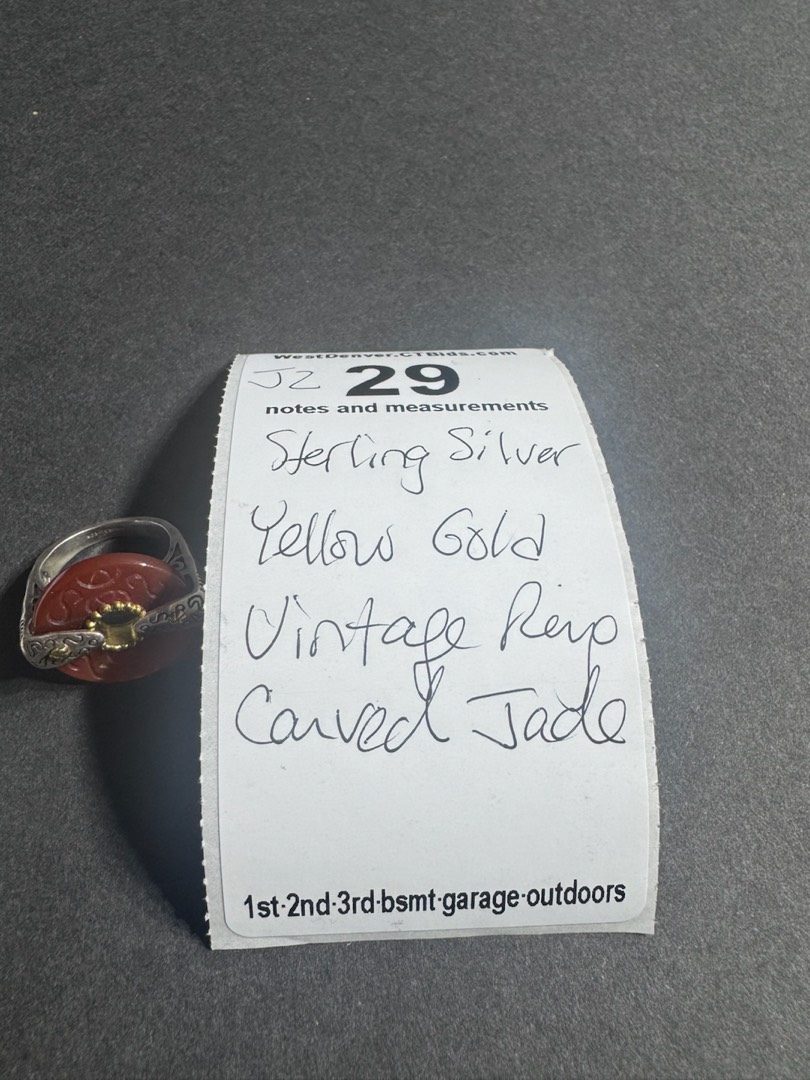 WestDenver.CTBids.com
JZ 29
notes and measurements
Sterling Silver
Yellow Gold
Vintage Ring
Carved Jade
1st·2nd·3rd·bsmt·garage·outdoors